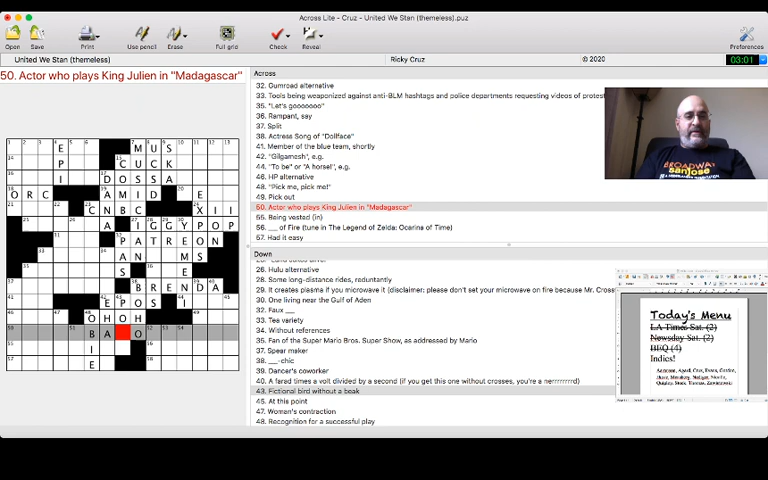 Across Lite - Cruz - United We Stan (themeless).puz
Open
Save
Print
Use pencil
Erase
Full grid
Check
Reveal
Preferences
United We Stan (themeless)
Ricky Cruz
© 2020
03:01
50. Actor who plays King Julien in "Madagascar"
Across
32. Gumroad alternative
33. Tools being weaponized against anti-BLM hashtags and police departments requesting videos of protest
35. "Let's gooooooo"
36. Rampant, say
37. Split
38. Actress Song of "Dollface"
41. Member of the blue team, shortly
42. "Gilgamesh", e.g.
44. "To be" or "A horse!", e.g.
46. HP alternative
48. "Pick me, pick me!"
49. Pick out
50. Actor who plays King Julien in "Madagascar"
55. Being vested (in)
56. __ of Fire (tune in The Legend of Zelda: Ocarina of Time)
57. Had it easy
Down
26. Hulu alternative
28. Some long-distance rides, reduntantly
29. It creates plasma if you microwave it (disclaimer: please don't set your microwave on fire because Mr. Cross
30. One living near the Gulf of Aden
32. Faux __
33. Tea variety
34. Without references
35. Fan of the Super Mario Bros. Super Show, as addressed by Mario
37. Spear maker
38. __-chic
39. Dancer's coworker
40. A farad times a volt divided by a second (if you get this one without crosses, you're a nerrrrrrrd)
43. Fictional bird without a beak
45. At this point
47. Woman's contraction
48. Recognition for a successful play
E M U S
P C U C K
I D O S S A
O R C A M I D E
C N B C X I I
A I G G Y P O P
P A T R E O N
A N M
S I E
B R E N D A
E P O S I
O H O H
B A O
I
E
BROADWAY
sanjose
Today's Menu
LA Times Sat. (2)
Newsday Sat. (2)
BEQ (4)
Indies!